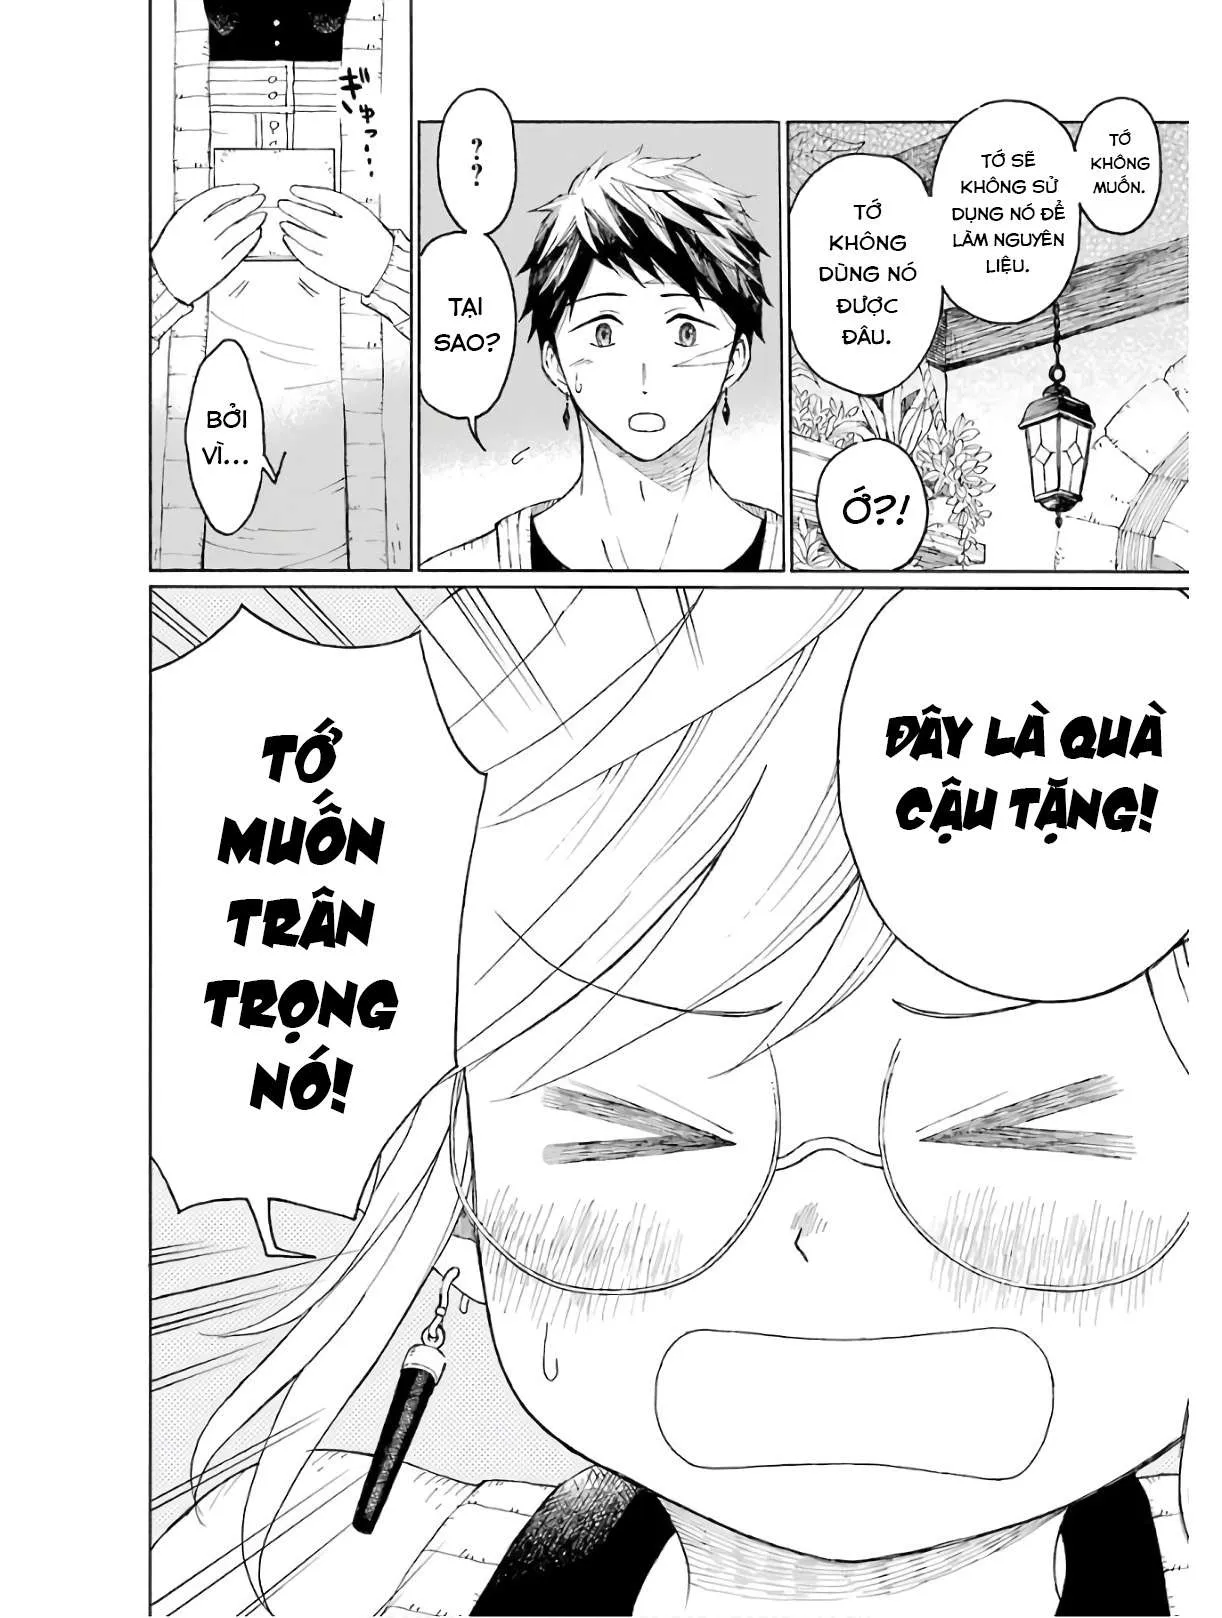 TỚ
KHÔNG
MUỐN.
TỚ SẼ
KHÔNG SỬ
DỤNG NÓ ĐỂ
LÀM NGUYÊN
LIỆU.
TỚ
KHÔNG
DÙNG NÓ
ĐƯỢC
ĐÂU.
Ớ?!
?
?
TẠI
SAO?
ぎゅっ…
BỞI
VÌ...
ĐÂY LÀ QUÀ
CẬU TẶNG!
TỚ
MUỐN
TRÂN
TRỌNG
NÓ!